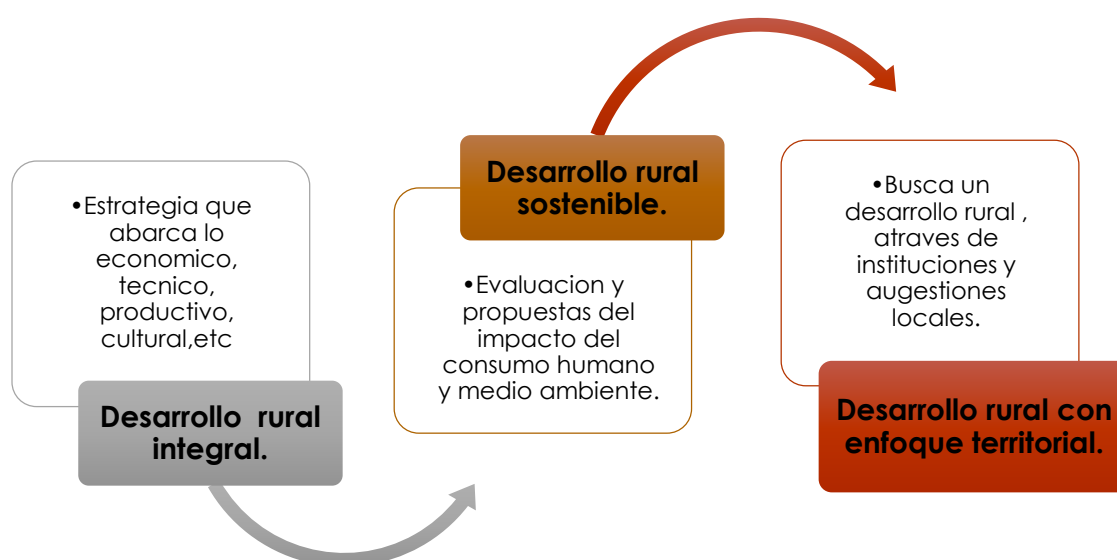 •Estrategia que
abarca lo
economico,
tecnico,
productivo,
cultural,etc
Desarrollo rural
integral.
Desarrollo rural
sostenible.
•Evaluacion y
propuestas del
impacto del
consumo humano
y medio ambiente.
•Busca un
desarrollo rural ,
atraves de
instituciones y
augestiones
locales.
Desarrollo rural con
enfoque territorial.